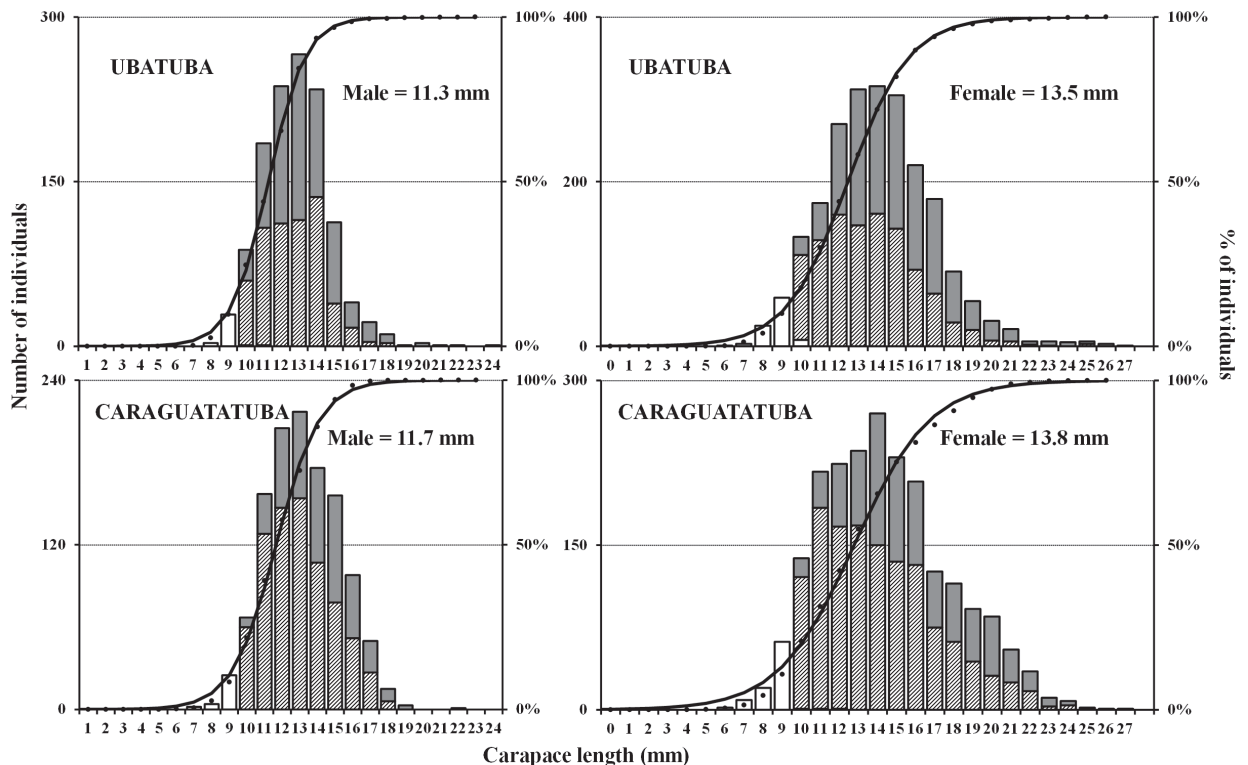 300 100% 400 100%
UBATUBA UBATUBA
Male = 11.3 mm Female = 13.5 mm
150 50% 200 50%
0 0% 0 0%
1 2 3 4 5 6 7 8 9 10 11 12 13 14 15 16 17 18 19 20 21 22 24 0 1 2 3 4 5 6 7 8 9 10 11 12 13 14 15 16 17 18 19 20 21 22 23 24 25 26 27
Number of individuals
% of individuals
240 100% 300 100%
CARAGUATATUBA CARAGUATATUBA
Male = 11.7 mm Female = 13.8 mm
120 50% 150 50%
0 0% 0 0%
1 2 3 4 5 6 7 8 9 10 11 12 13 14 15 16 17 18 19 20 21 22 23 24 0 1 2 3 4 5 6 7 8 9 10 11 12 13 14 15 16 17 18 19 20 21 22 23 24 25 26 27
Carapace length (mm)